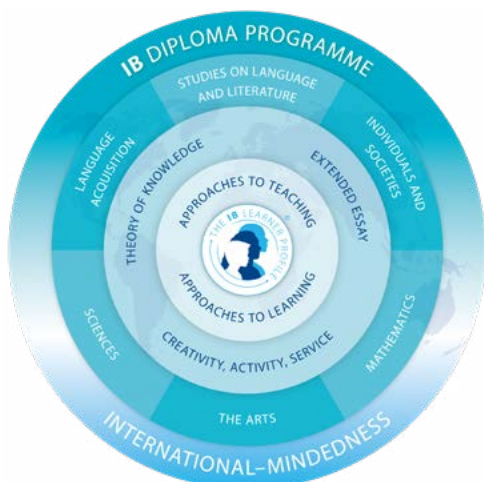 IB DIPLOMA PROGRAMME
STUDIES ON LANGUAGE
AND LITERATURE
LANGUAGE
ACQUISITION
INDIVIDUALS AND
SOCIETIES
THEORY OF KNOWLEDGE
EXTENDED ESSAY
APPROACHES TO TEACHING
THE IB LEARNER PROFILE
®
APPROACHES TO LEARNING
CREATIVITY, ACTIVITY, SERVICE
SCIENCES
MATHEMATICS
THE ARTS
INTERNATIONAL–MINDEDNESS